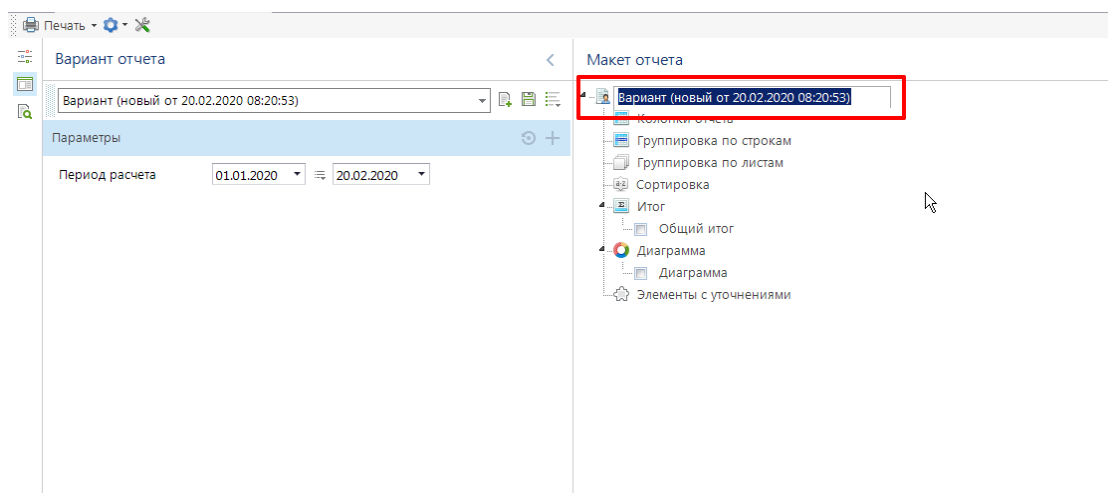 Печать
Вариант отчета
Вариант (новый от 20.02.2020 08:20:53)
Параметры
Период расчета 01.01.2020 20.02.2020
Макет отчета
Вариант (новый от 20.02.2020 08:20:53)
Колонки отчета
Группировка по строкам
Группировка по листам
Сортировка
Итог
Общий итог
Диаграмма
Диаграмма
Элементы с уточнениями